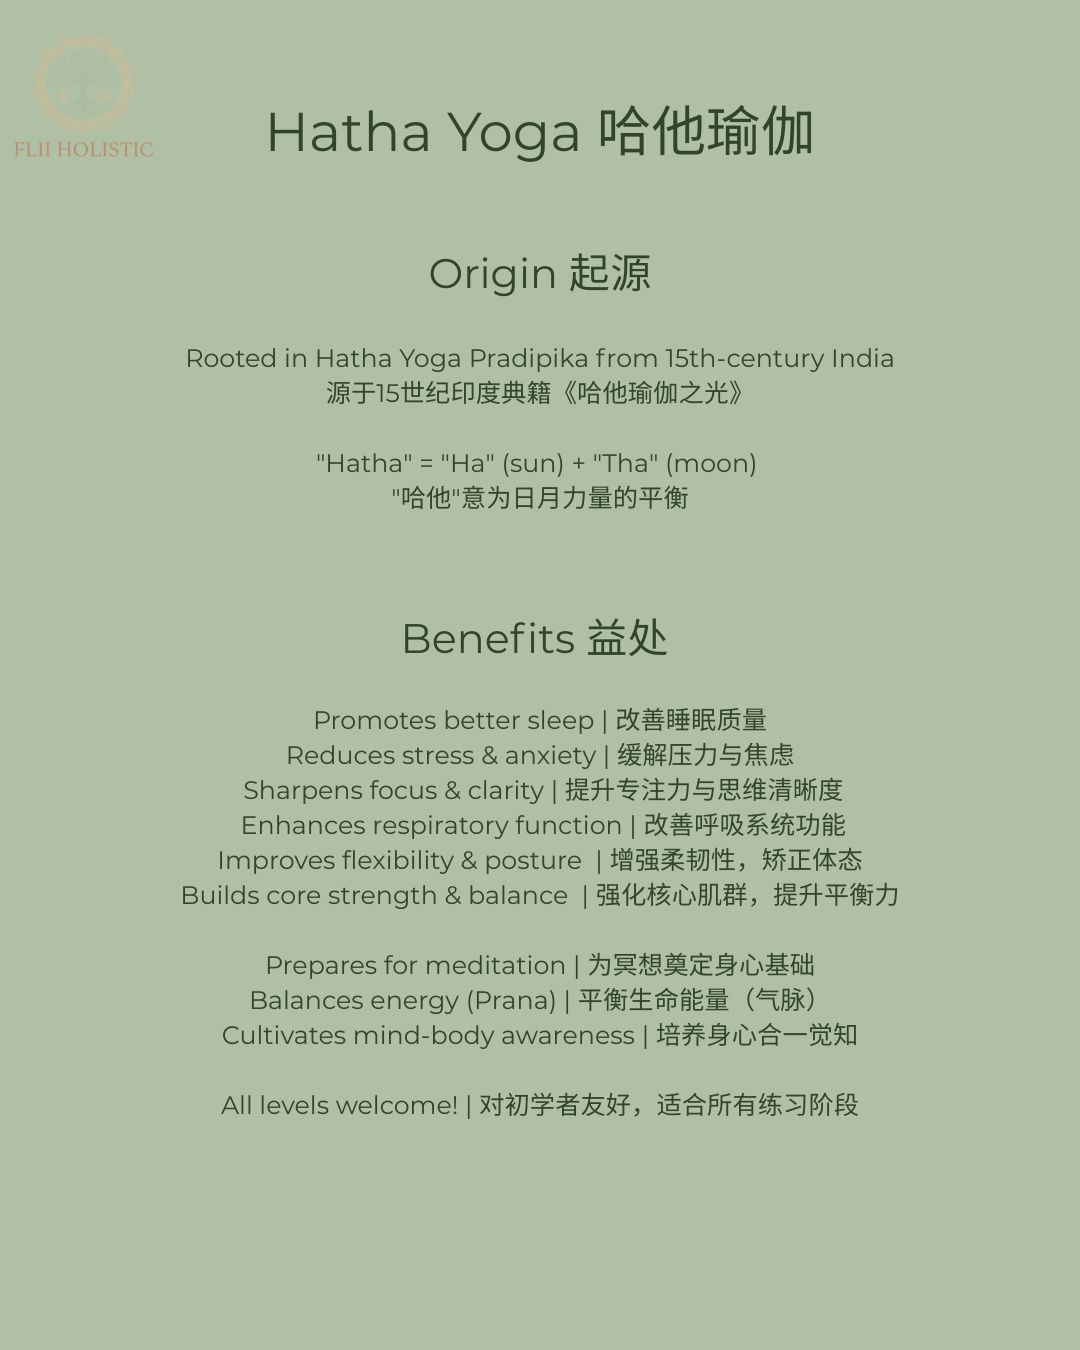 FLII HOLISTIC
Hatha Yoga 哈他瑜伽
Origin 起源
Rooted in Hatha Yoga Pradipika from 15th-century India
源于15世纪印度典籍《哈他瑜伽之光》
"Hatha" = "Ha" (sun) + "Tha" (moon)
"哈他"意为日月力量的平衡
Benefits 益处
Promotes better sleep | 改善睡眠质量
Reduces stress & anxiety | 缓解压力与焦虑
Sharpens focus & clarity | 提升专注力与思维清晰度
Enhances respiratory function | 改善呼吸系统功能
Improves flexibility & posture | 增强柔韧性，矫正体态
Builds core strength & balance | 强化核心肌群，提升平衡力
Prepares for meditation | 为冥想奠定身心基础
Balances energy (Prana) | 平衡生命能量（气脉）
Cultivates mind-body awareness | 培养身心合一觉知
All levels welcome! | 对初学者友好，适合所有练习阶段